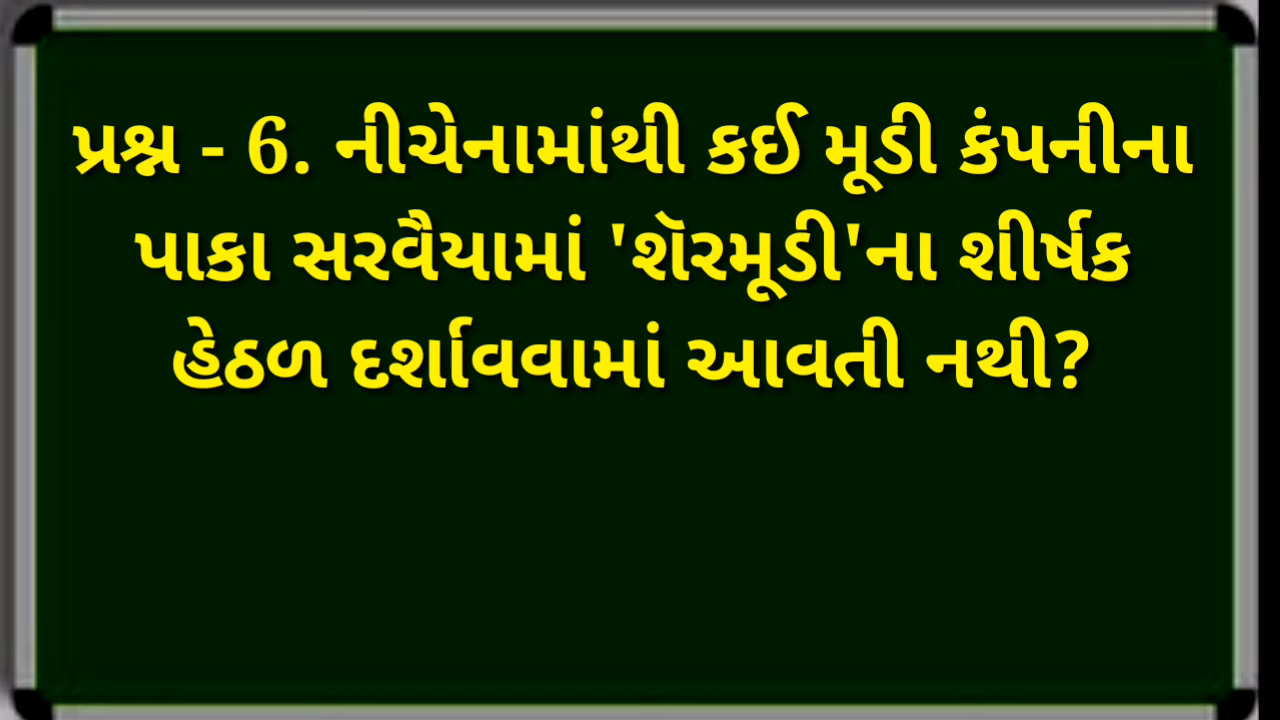 પ્રશ્ન - 6. નીચેનામાંથી કઈ મૂડી કંપનીના
પાકા સરવૈયામાં 'શૅરમૂડી'ના શીર્ષક
હેઠળ દર્શાવવામાં આવતી નથી?